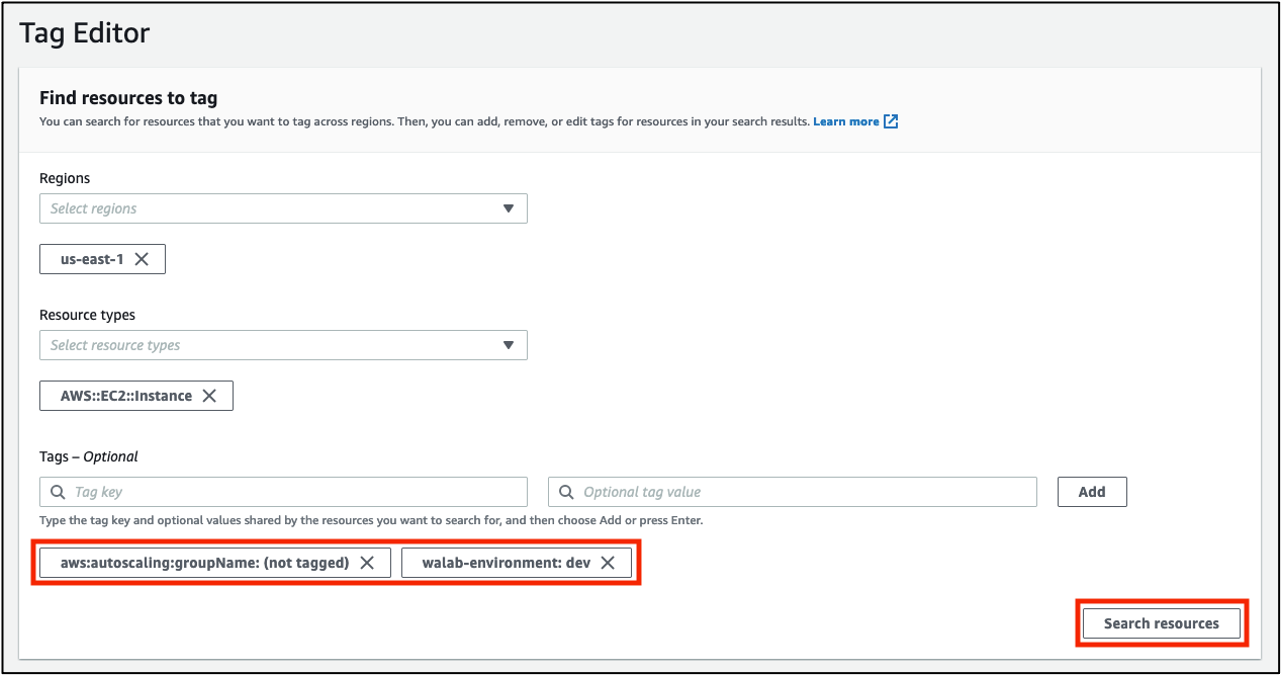 Tag Editor
Find resources to tag
You can search for resources that you want to tag across regions. Then, you can add, remove, or edit tags for resources in your search results. Learn more
Regions
Select regions
us-east-1
Resource types
Select resource types
AWS::EC2::Instance
Tags – Optional
Tag key Optional tag value Add
Type the tag key and optional values shared by the resources you want to search for, and then choose Add or press Enter.
aws:autoscaling:groupName: (not tagged) walab-environment: dev
Search resources